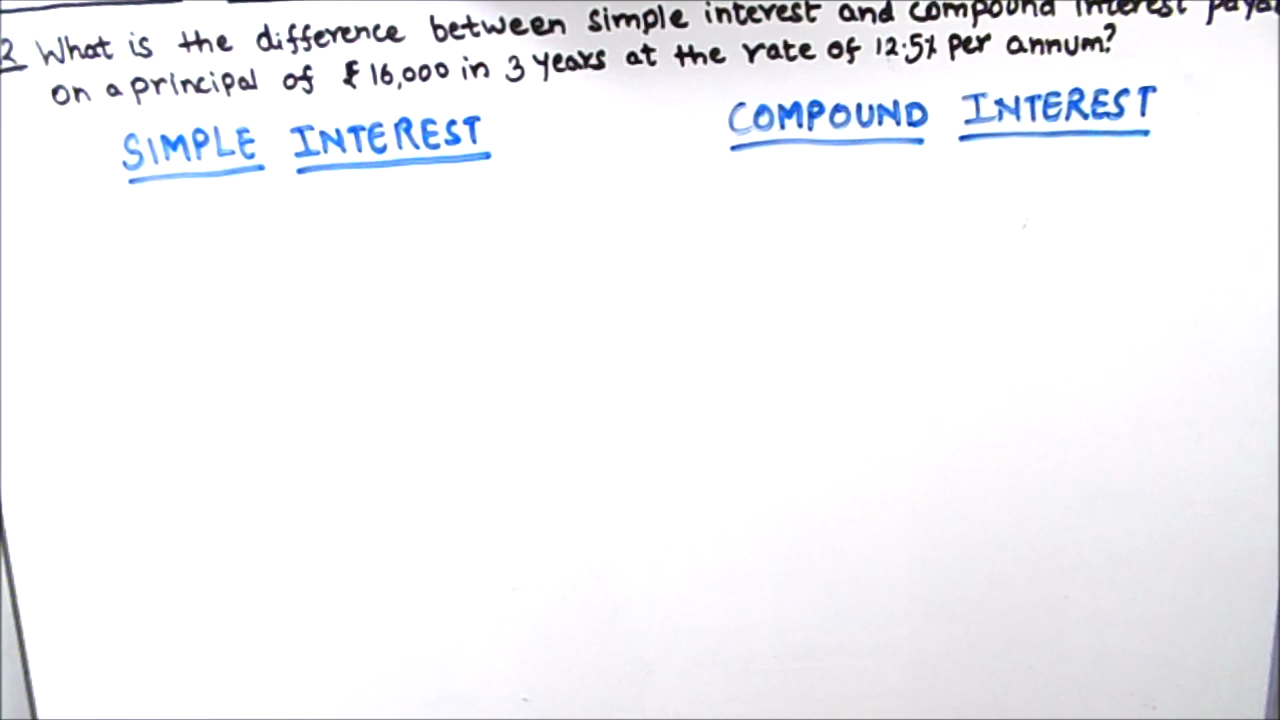 2 What is the difference between simple interest and compound interest
on a principal of ₹ 16,000 in 3 years at the rate of 12.5% per annum?
SIMPLE INTEREST COMPOUND INTEREST